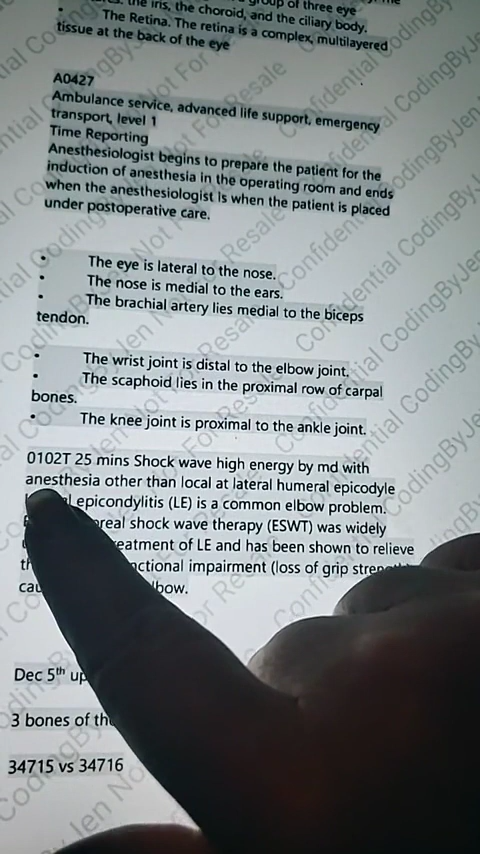 the iris, the choroid, and the ciliary body.
• The Retina. The retina is a complex, multilayered
tissue at the back of the eye
A0427
Ambulance service, advanced life support, emergency
transport, level 1
Time Reporting
Anesthesiologist begins to prepare the patient for the
induction of anesthesia in the operating room and ends
when the anesthesiologist is when the patient is placed
under postoperative care.
• The eye is lateral to the nose.
• The nose is medial to the ears.
• The brachial artery lies medial to the biceps
tendon.
• The wrist joint is distal to the elbow joint.
• The scaphoid lies in the proximal row of carpal
bones.
• The knee joint is proximal to the ankle joint.
0102T 25 mins Shock wave high energy by md with
anesthesia other than local at lateral humeral epicodyle
epicondylitis (LE) is a common elbow problem.
shock wave therapy (ESWT) was widely
treatment of LE and has been shown to relieve
functional impairment (loss of grip
Dec 5th
3 bones of
34715 vs 34716
Confidential CodingByJen Not For Resale